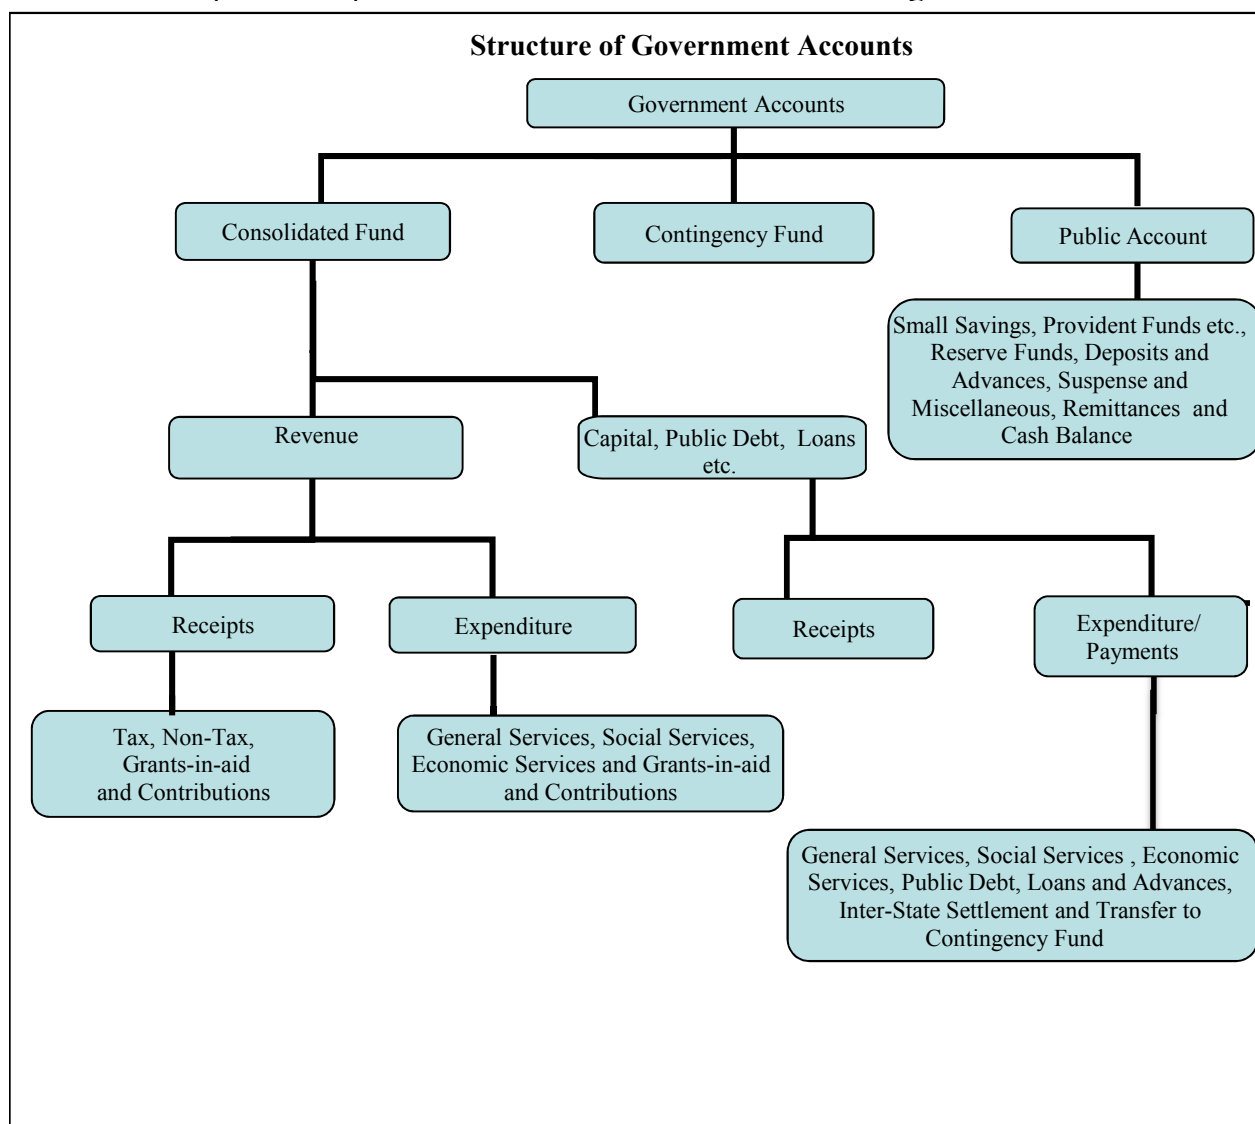 Structure of Government Accounts
Government Accounts
Consolidated Fund
Contingency Fund
Public Account
Small Savings, Provident Funds etc.,
Reserve Funds, Deposits and
Advances, Suspense and
Miscellaneous, Remittances and
Cash Balance
Revenue
Capital, Public Debt, Loans
etc.
Receipts
Expenditure
Receipts
Expenditure/
Payments
Tax, Non-Tax,
Grants-in-aid
and Contributions
General Services, Social Services,
Economic Services and Grants-in-aid
and Contributions
General Services, Social Services , Economic
Services, Public Debt, Loans and Advances,
Inter-State Settlement and Transfer to
Contingency Fund